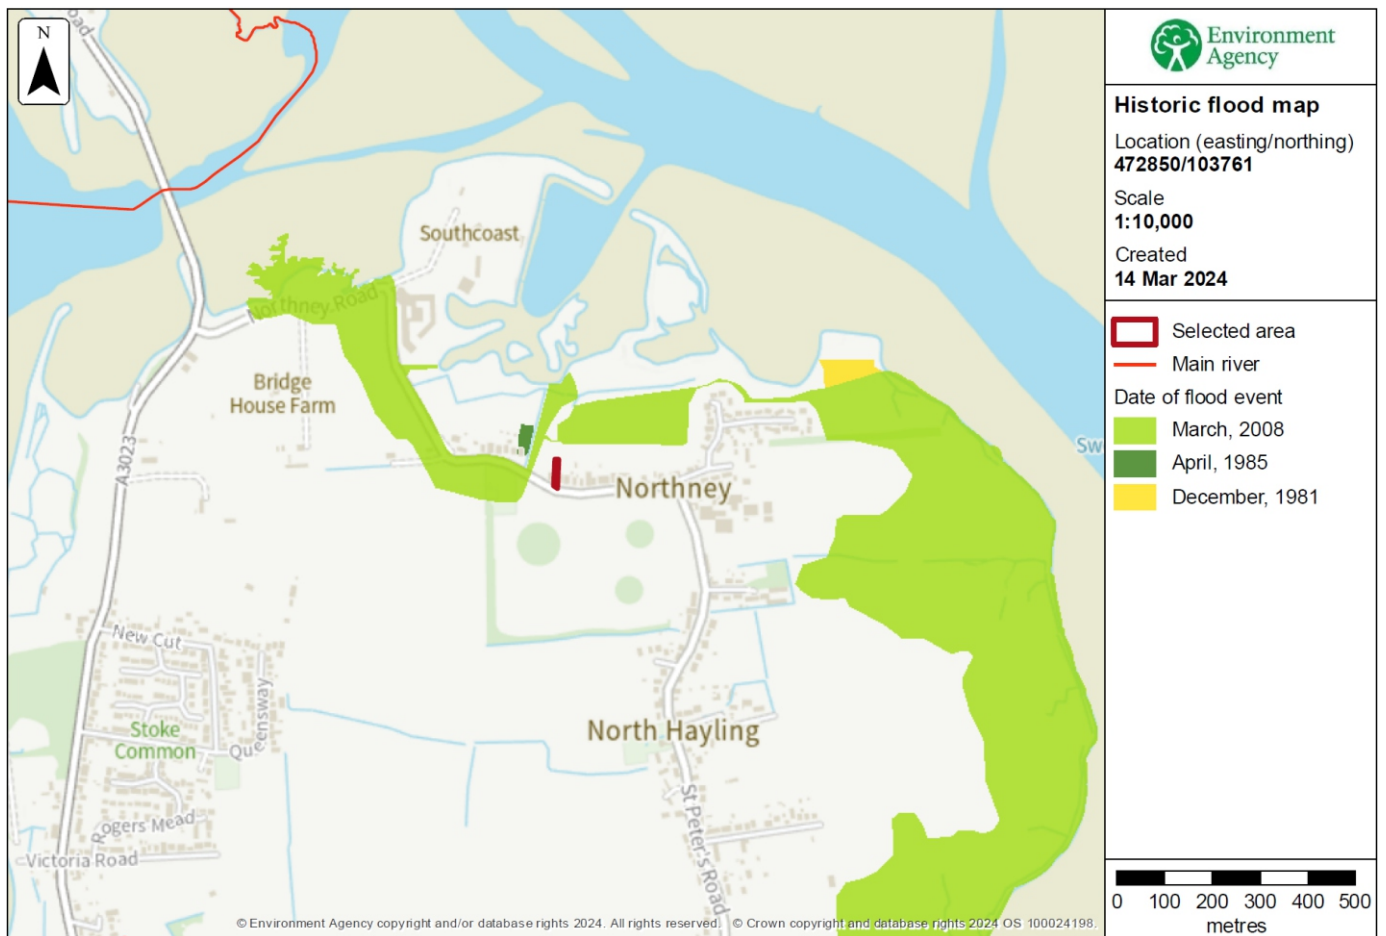 N
oad
Southcoast
Northney Road
Bridge
House Farm
A3023
Northney
Sw
New Cut
Queensway
Stoke
Common
North Hayling
Rogers Mead
St Peter's Road
Victoria Road
© Environment Agency copyright and/or database rights 2024. All rights reserved. © Crown copyright and database rights 2024 OS 100024198.
Environment
Agency
Historic flood map
Location (easting/northing)
472850/103761
Scale
1:10,000
Created
14 Mar 2024
Selected area
Main river
Date of flood event
March, 2008
April, 1985
December, 1981
0 100 200 300 400 500
metres